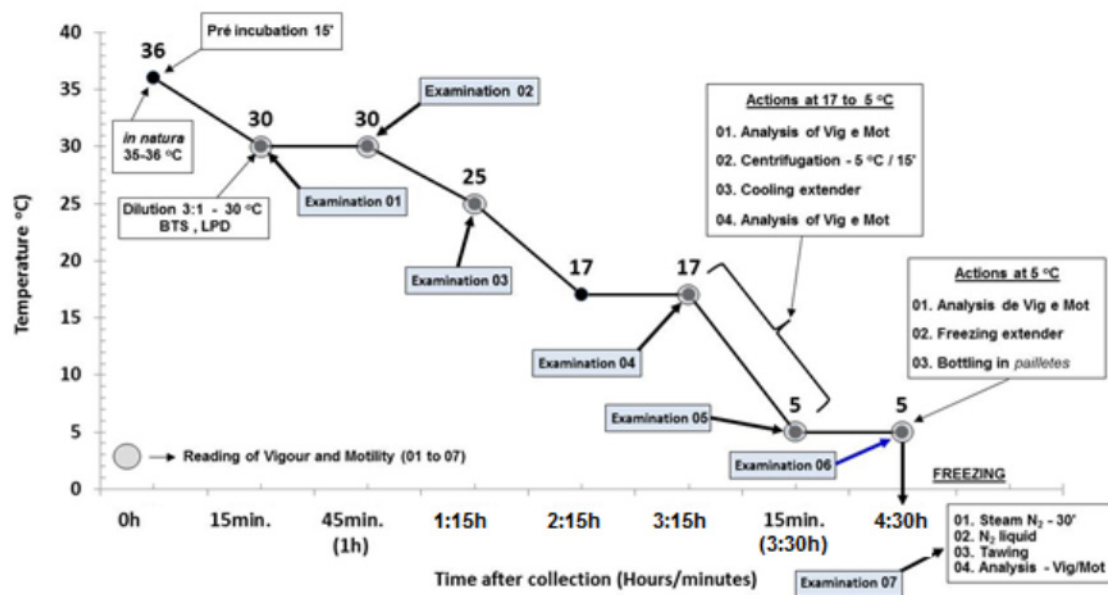 40
35
30
25
20
15
10
5
0
Temperature °C)
36
30
30
25
17
17
5
5
Pré incubation 15'
in natura
35-36 °C
Dilution 3:1 - 30 °C
BTS , LPD
Examination 01
Examination 02
Examination 03
Examination 04
Examination 05
Examination 06
Actions at 17 to 5 °C
01. Analysis of Vig e Mot
02. Centrifugation - 5 °C / 15'
03. Cooling extender
04. Analysis of Vig e Mot
Actions at 5 °C
01. Analysis de Vig e Mot
02. Freezing extender
03. Bottling in pailletes
Reading of Vigour and Motility (01 to 07)
FREEZING
0h
15min.
45min.
(1h)
1:15h
2:15h
3:15h
15min.
(3:30h)
4:30h
Time after collection (Hours/minutes)
01. Steam N₂ - 30'
02. N₂ liquid
03. Tawing
04. Analysis - Vig/Mot
Examination 07